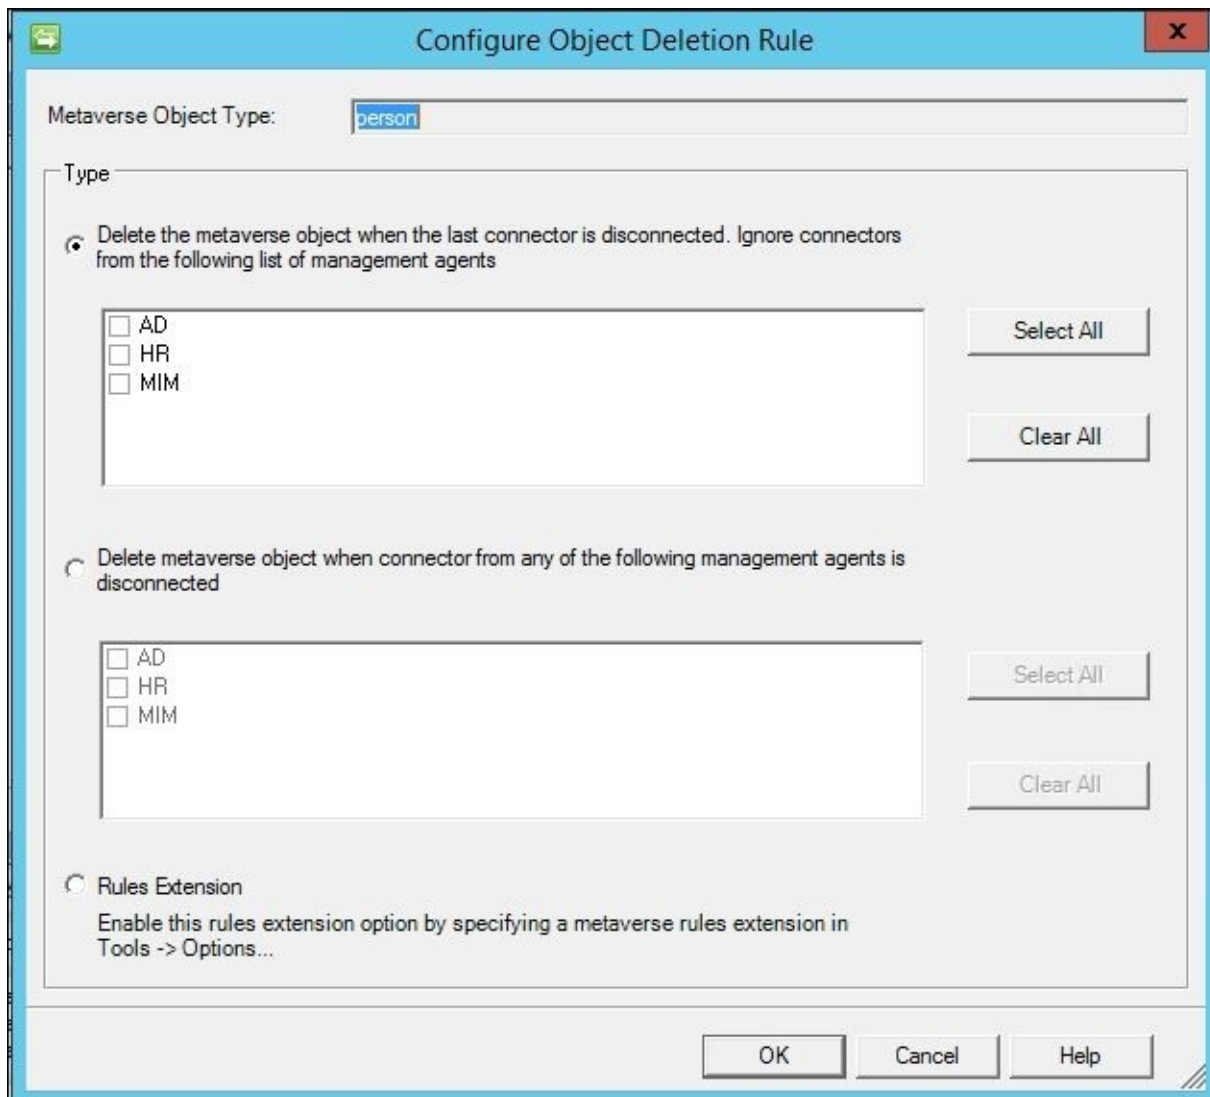 Configure Object Deletion Rule
x
Metaverse Object Type:
person
Type
Delete the metaverse object when the last connector is disconnected. Ignore connectors
from the following list of management agents
AD
HR
MIM
Select All
Clear All
Delete metaverse object when connector from any of the following management agents is
disconnected
AD
HR
MIM
Select All
Clear All
Rules Extension
Enable this rules extension option by specifying a metaverse rules extension in
Tools -> Options...
OK
Cancel
Help